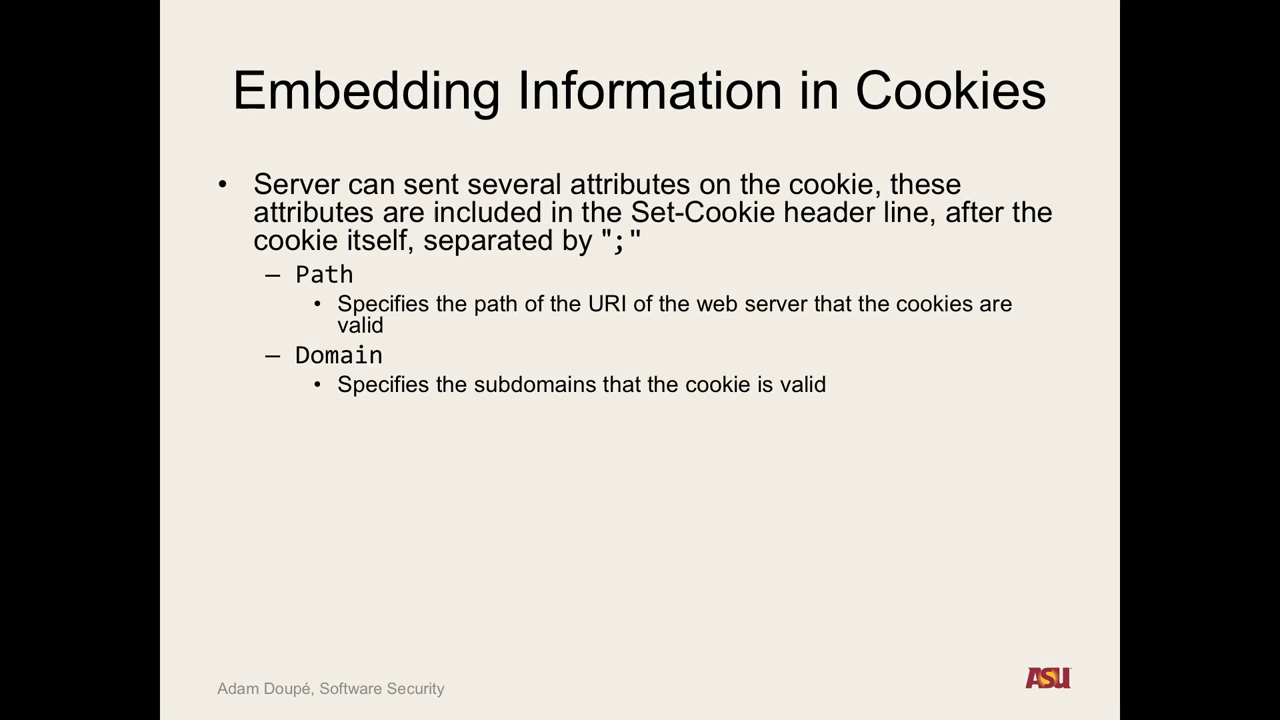 Embedding Information in Cookies
• Server can sent several attributes on the cookie, these
attributes are included in the Set-Cookie header line, after the
cookie itself, separated by ";"
– Path
• Specifies the path of the URI of the web server that the cookies are
valid
– Domain
• Specifies the subdomains that the cookie is valid
Adam Doupé, Software Security
ASU